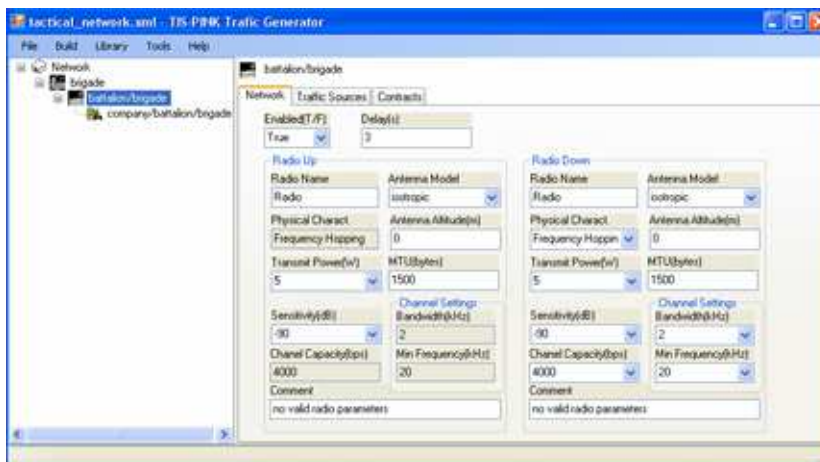 tactical_network.xml - TIS-PINK Trafic Generator
File Build Library Tools Help
Network
brigade
battalion/brigade
company/battalion/brigade
battalion/brigade
Network Traffic Sources Contracts
Enabled(T/F) Delay(s)
True 3
Radio Up
Radio Name Antenna Model
Radio isotropic
Physical Charact Antenna Altitude(m)
Frequency Hopping 0
Transmit Power(W) MTU(bytes)
5 1500
Channel Settings
Sensitivity(dB) Bandwidth(kHz)
-90 2
Chanel Capacity(bps) Min Frequency(kHz)
4000 20
Comment
no valid radio parameters
Radio Down
Radio Name Antenna Model
Radio isotropic
Physical Charact Antenna Altitude(m)
Frequency Hoppin 0
Transmit Power(W) MTU(bytes)
5 1500
Channel Settings
Sensitivity(dB) Bandwidth(kHz)
-90 2
Chanel Capacity(bps) Min Frequency(kHz)
4000 20
Comment
no valid radio parameters